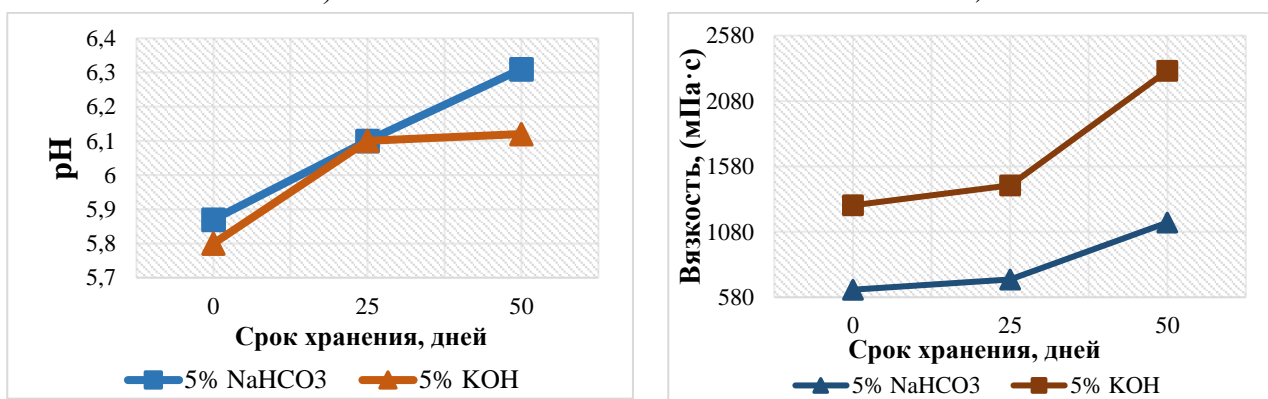 )
pH
6,4
6,3
6,2
6,1
6
5,9
5,8
5,7
0 25 50
Срок хранения, дней
5% NaHCO3 5% KOH
Вязкость, (мПа·с)
2580
2080
1580
1080
580
0 25 50
Срок хранения, дней
5% NaHCO3 5% KOH